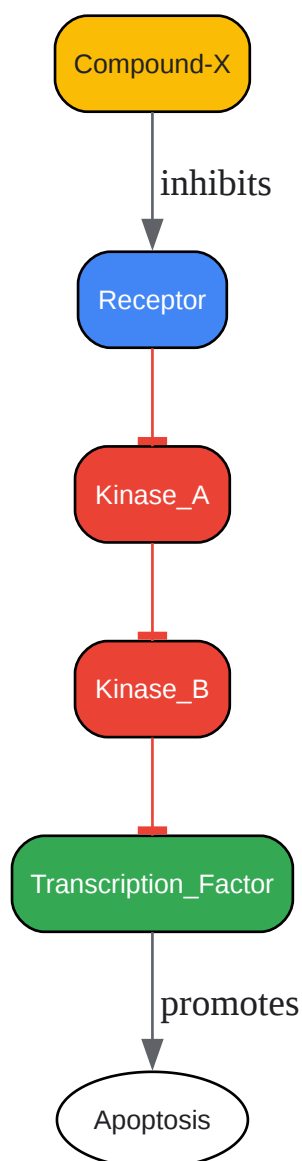 Compound-X
inhibits
Receptor
Kinase_A
Kinase_B
Transcription_Factor
promotes
Apoptosis